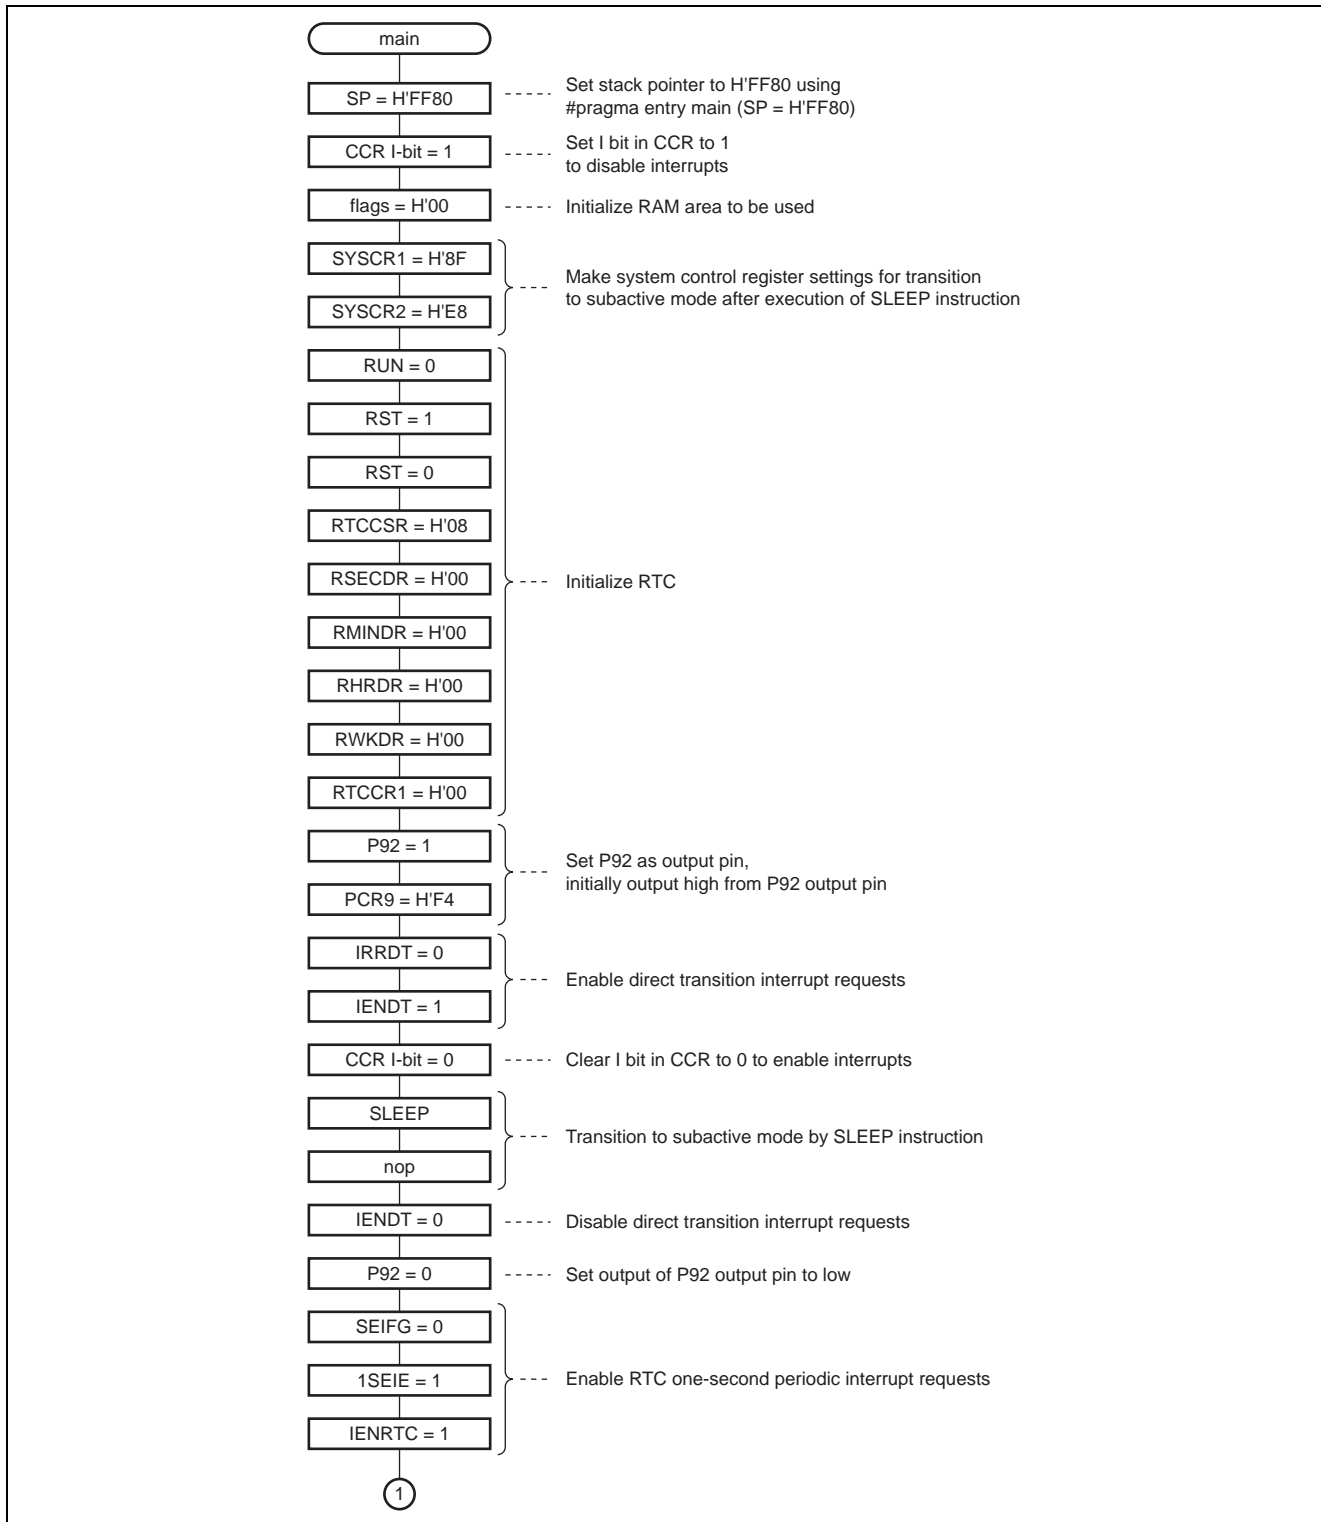 main
SP = H'FF80
Set stack pointer to H'FF80 using
#pragma entry main (SP = H'FF80)
CCR I-bit = 1
Set I bit in CCR to 1
to disable interrupts
flags = H'00
Initialize RAM area to be used
SYSCR1 = H'8F
SYSCR2 = H'E8
Make system control register settings for transition
to subactive mode after execution of SLEEP instruction
RUN = 0
RST = 1
RST = 0
RTCCSR = H'08
RSECDR = H'00
RMINDR = H'00
RHRDR = H'00
RWKDR = H'00
RTCCR1 = H'00
Initialize RTC
P92 = 1
PCR9 = H'F4
Set P92 as output pin,
initially output high from P92 output pin
IRRDT = 0
IENDT = 1
Enable direct transition interrupt requests
CCR I-bit = 0
Clear I bit in CCR to 0 to enable interrupts
SLEEP
nop
Transition to subactive mode by SLEEP instruction
IENDT = 0
Disable direct transition interrupt requests
P92 = 0
Set output of P92 output pin to low
SEIFG = 0
1SEIE = 1
IENRTC = 1
Enable RTC one-second periodic interrupt requests
1